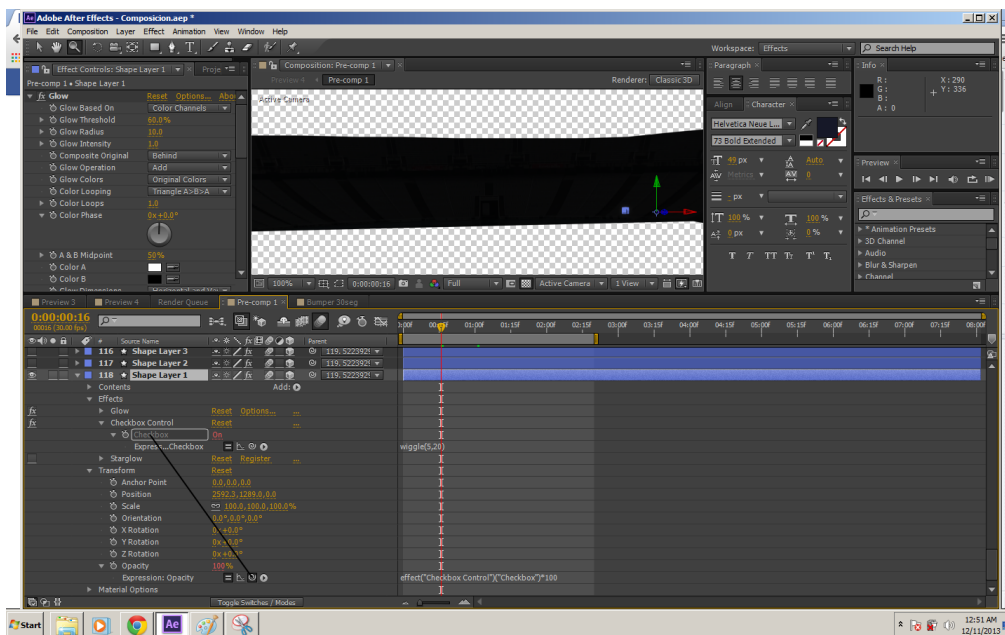 Adobe After Effects - Composicion.aep *
File Edit Composition Layer Effect Animation View Window Help
Workspace: Effects
Search Help
Effect Controls: Shape Layer 1
Proje
Composition: Pre-comp 1
Paragraph
Info
Pre-comp 1 • Shape Layer 1
Preview 4
Pre-comp 1
Renderer: Classic 3D
R:
G:
B:
A: 0
X: 290
Y: 336
fx Glow Reset Options... Abou
Active Camera
Glow Based On Color Channels
Glow Threshold 60.0%
Glow Radius 10.0
Glow Intensity 1.0
Composite Original Behind
Glow Operation Add
Glow Colors Original Colors
Color Looping Triangle A>B>A
Color Loops 1.0
Color Phase 0x+0.0°
A & B Midpoint 50%
Color A
Color B
Align
Character
Helvetica Neue L...
73 Bold Extended
49 px Auto
Metrics 0
- px
100 % 100 %
0 px 0 %
Preview
Effects & Presets
* Animation Presets
3D Channel
Audio
Blur & Sharpen
Channel
100% 0:00:00:16 Full Active Camera 1 View
Preview 3 Preview 4 Render Queue Pre-comp 1 Bumper 30seg
0:00:00:16
00016 (30.00 fps)
01:00f 01:15f 02:00f 02:15f 03:00f 03:15f 04:00f 04:15f 05:00f 05:15f 06:00f 06:15f 07:00f 07:15f 08:00f
# Source Name Parent
116 Shape Layer 3 119. 5223925
117 Shape Layer 2 119. 5223925
118 Shape Layer 1 119. 5223925
Contents Add:
Effects
fx Glow Reset Options... ...
fx Checkbox Control Reset ...
Checkbox On
Express...Checkbox wiggle(5,20)
Starglow Reset Register ...
Transform Reset
Anchor Point 0.0,0.0,0.0
Position 2592.3,1289.0,0.0
Scale 100.0,100.0,100.0%
Orientation 0.0°,0.0°,0.0°
X Rotation 0x+0.0°
Y Rotation 0x+0.0°
Z Rotation 0x+0.0°
Opacity 100%
Expression: Opacity effect("Checkbox Control")("Checkbox")*100
Material Options
Toggle Switches / Modes
Start
Ae
12:51 AM
12/11/2013